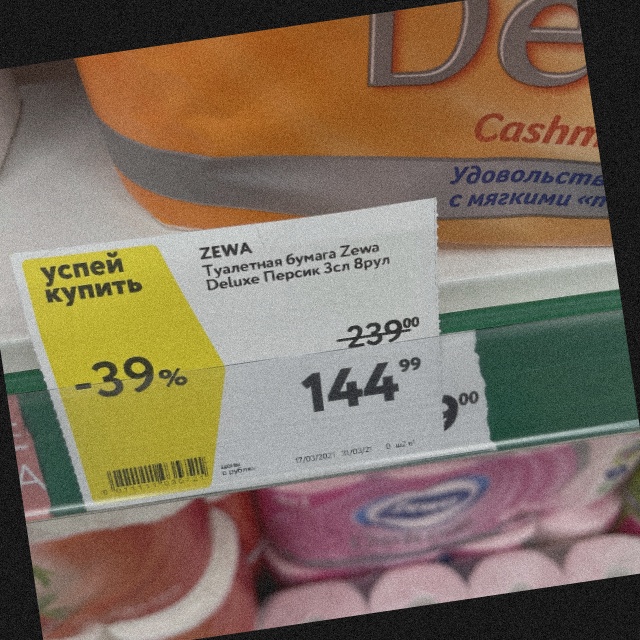 De
Cashm
Удовольств
с мягкими «п
успей
купить
-39%
ZEWA
Туалетная бумага Zewa
Deluxe Персик 3сл 8рул
239⁰⁰
144⁹⁹
9⁰⁰
17/03/2021